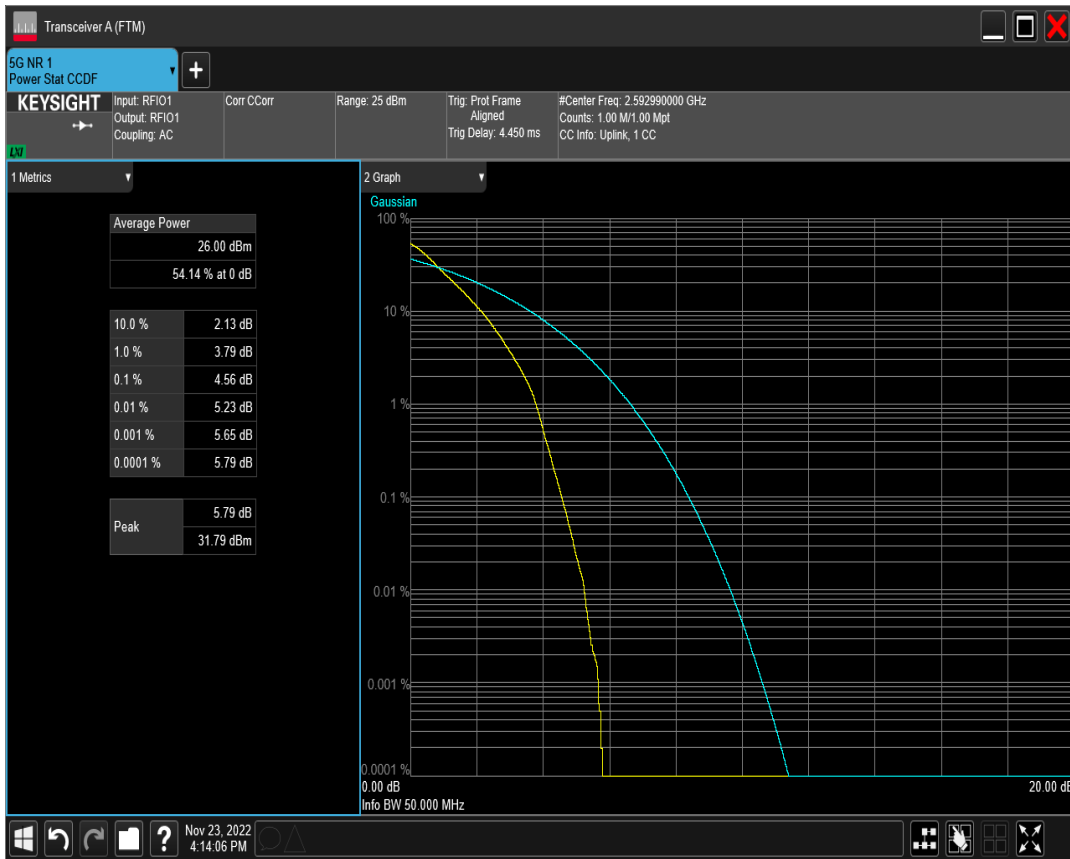 Transceiver A (FTM)
5G NR 1
Power Stat CCDF
KEYSIGHT
LXI
Input: RFIO1
Output: RFIO1
Coupling: AC
Corr CCorr
Range: 25 dBm
Trig: Prot Frame
Aligned
Trig Delay: 4.450 ms
#Center Freq: 2.592990000 GHz
Counts: 1.00 M/1.00 Mpt
CC Info: Uplink, 1 CC
1 Metrics
Average Power
26.00 dBm
54.14 % at 0 dB
10.0 % 2.13 dB
1.0 % 3.79 dB
0.1 % 4.56 dB
0.01 % 5.23 dB
0.001 % 5.65 dB
0.0001 % 5.79 dB
Peak
5.79 dB
31.79 dBm
2 Graph
Gaussian
100 %
10 %
1 %
0.1 %
0.01 %
0.001 %
0.0001 %
0.00 dB
20.00 dB
Info BW 50.000 MHz
?
Nov 23, 2022
4:14:06 PM